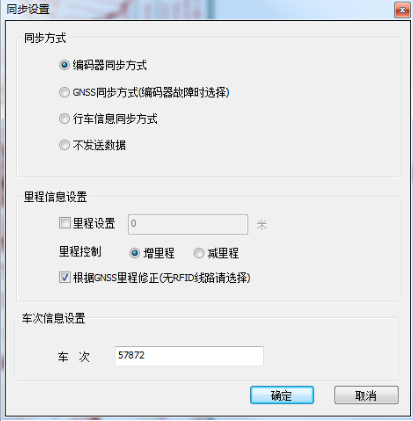 同步设置
同步方式
编码器同步方式
GNSS同步方式(编码器故障时选择)
行车信息同步方式
不发送数据
里程信息设置
里程设置 0 米
里程控制 增里程 减里程
根据GNSS里程修正(无RFID线路请选择)
车次信息设置
车 次 57872
确定 取消